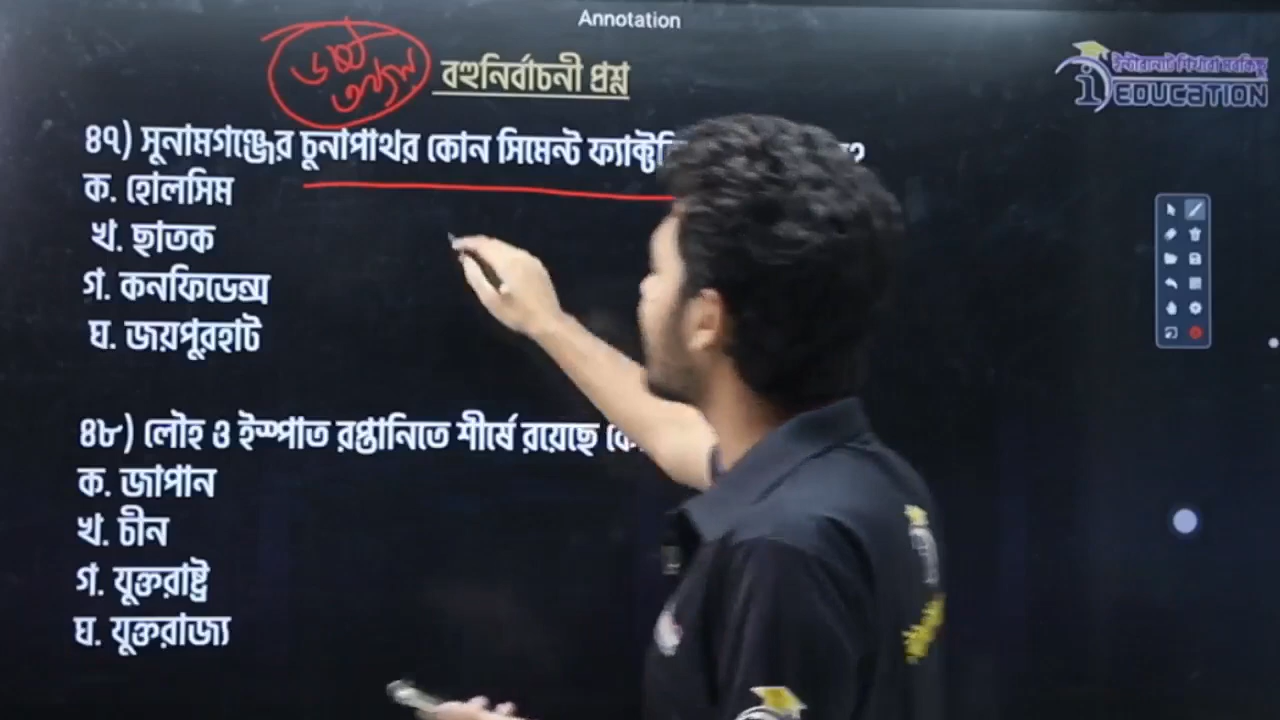 Annotation
বহুনির্বাচনী প্রশ্ন
EDUCATION
৪৭) সুনামগঞ্জের চুনাপাথর কোন সিমেন্ট
ক. হোলসিম
খ. ছাতক
গ. কনফিডেন্স
ঘ. জয়পুরহাট
৪৮) লৌহ ও ইস্পাত রপ্তানিতে শীর্ষে রয়েছে
ক. জাপান
খ. চীন
গ. যুক্তরাষ্ট্র
ঘ. যুক্তরাজ্য